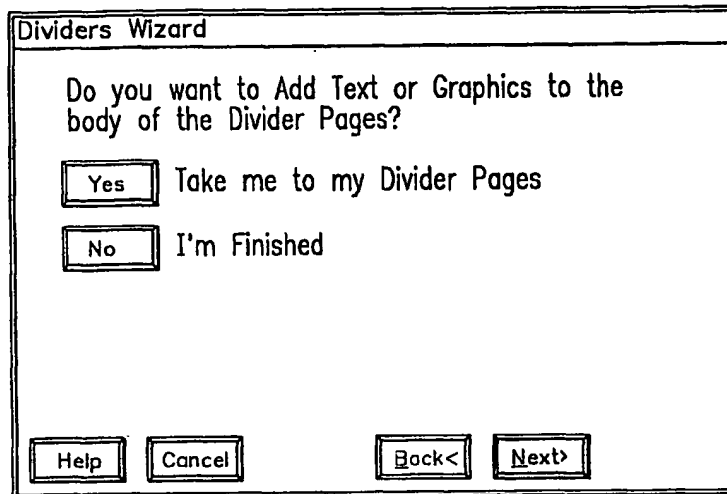 Dividers Wizard
Do you want to Add Text or Graphics to the
body of the Divider Pages?
Yes Take me to my Divider Pages
No I'm Finished
Help Cancel Back< Next>